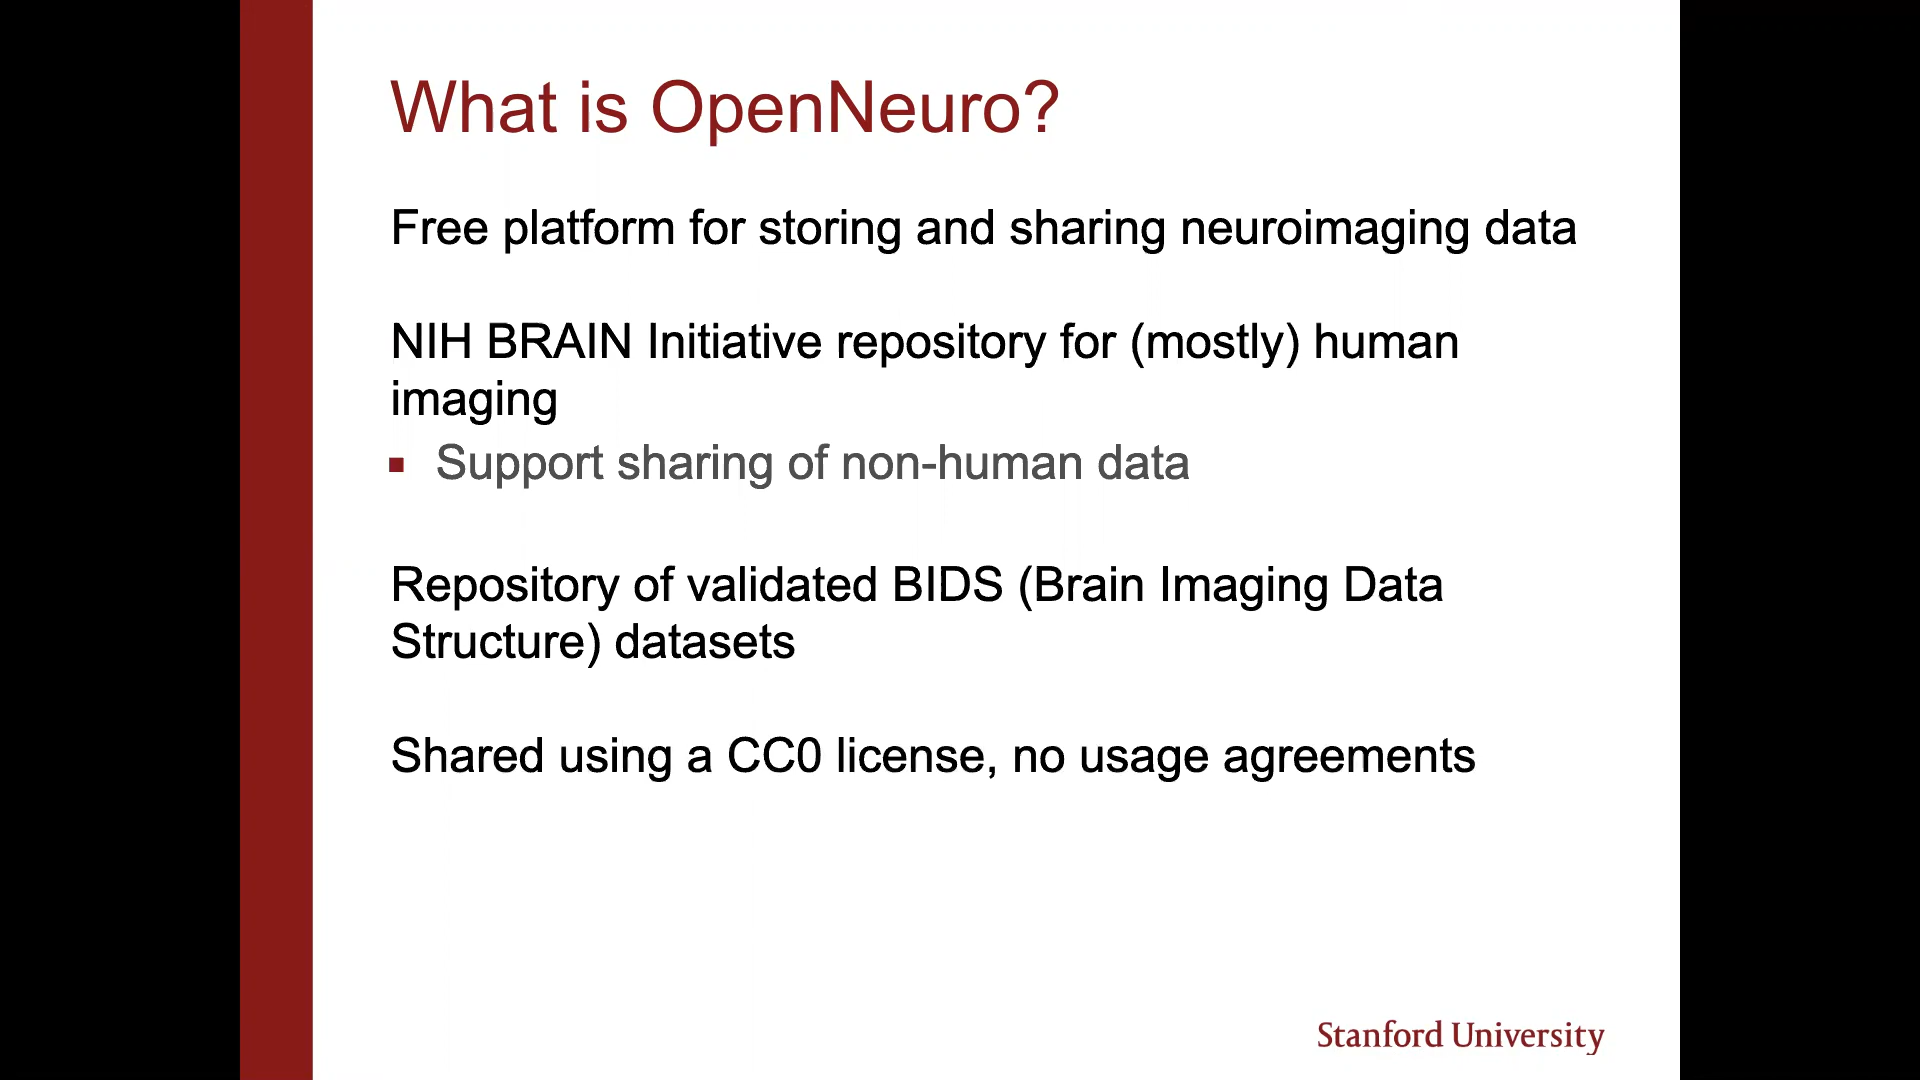 What is OpenNeuro?
Free platform for storing and sharing neuroimaging data
NIH BRAIN Initiative repository for (mostly) human
imaging
Support sharing of non-human data
Repository of validated BIDS (Brain Imaging Data
Structure) datasets
Shared using a CC0 license, no usage agreements
Stanford University